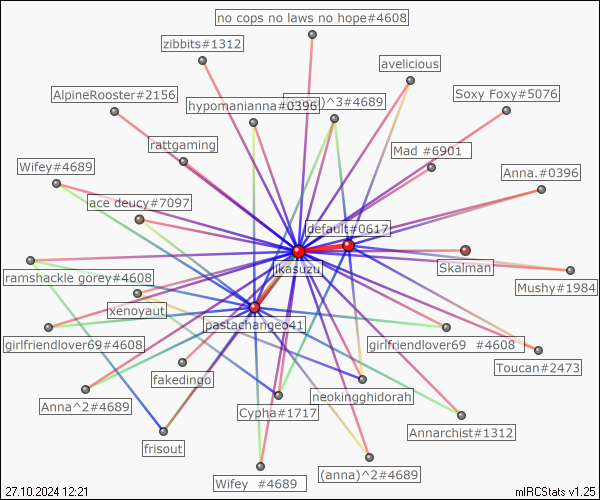 no cops no laws no hope#4608
zibbits#1312
avelicious
AlpineRooster#2156
Soxy Foxy#5076
hypomanianna#0396
)^3#4689
rattgaming
Mad #6901
Wifey#4689
Anna.#0396
ace deucy#7097
default#0617
jkasuzu
Skalman
ramshackle gorey#4608
Mushy#1984
xenoyaut
pastachangeo41
girlfriendlover69#4608
girlfriendlover69 #4608
Toucan#2473
fakedingo
neokingghidorah
Anna^2#4689
Cypha#1717
Annarchist#1312
frisout
(anna)^2#4689
Wifey #4689
27.10.2024 12:21
mIRCStats v1.25